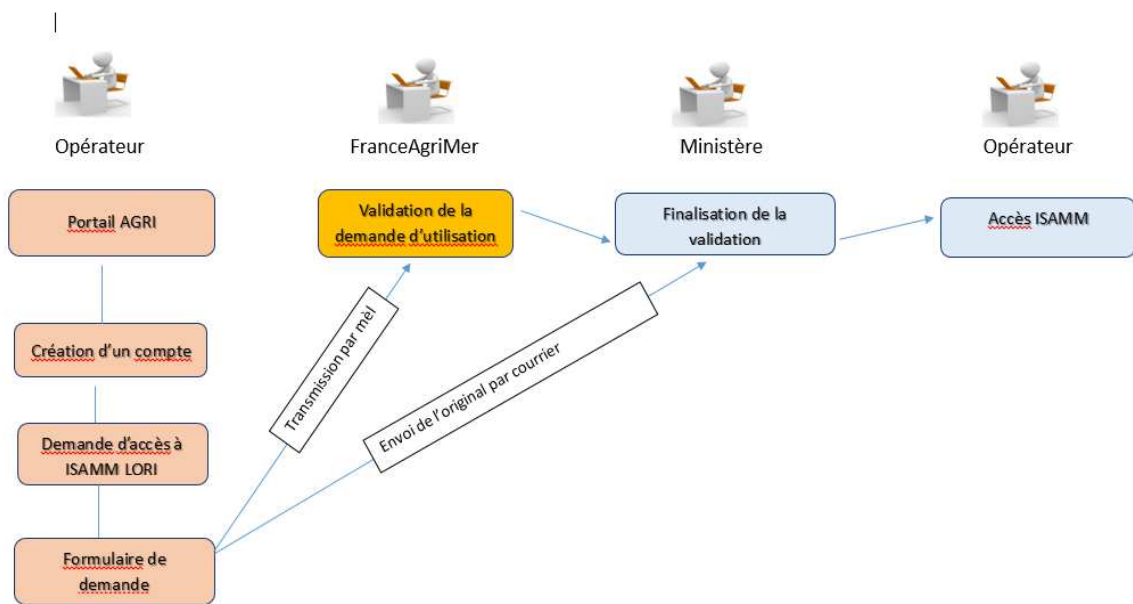 Opérateur
FranceAgriMer
Ministère
Opérateur
Portail AGRI
Validation de la
demande d'utilisation
Finalisation de la
validation
Accès ISAMM
Création d'un compte
Transmission par mèl
Envoi de l'original par courrier
Demande d'accès à
ISAMM LORI
Formulaire de
demande